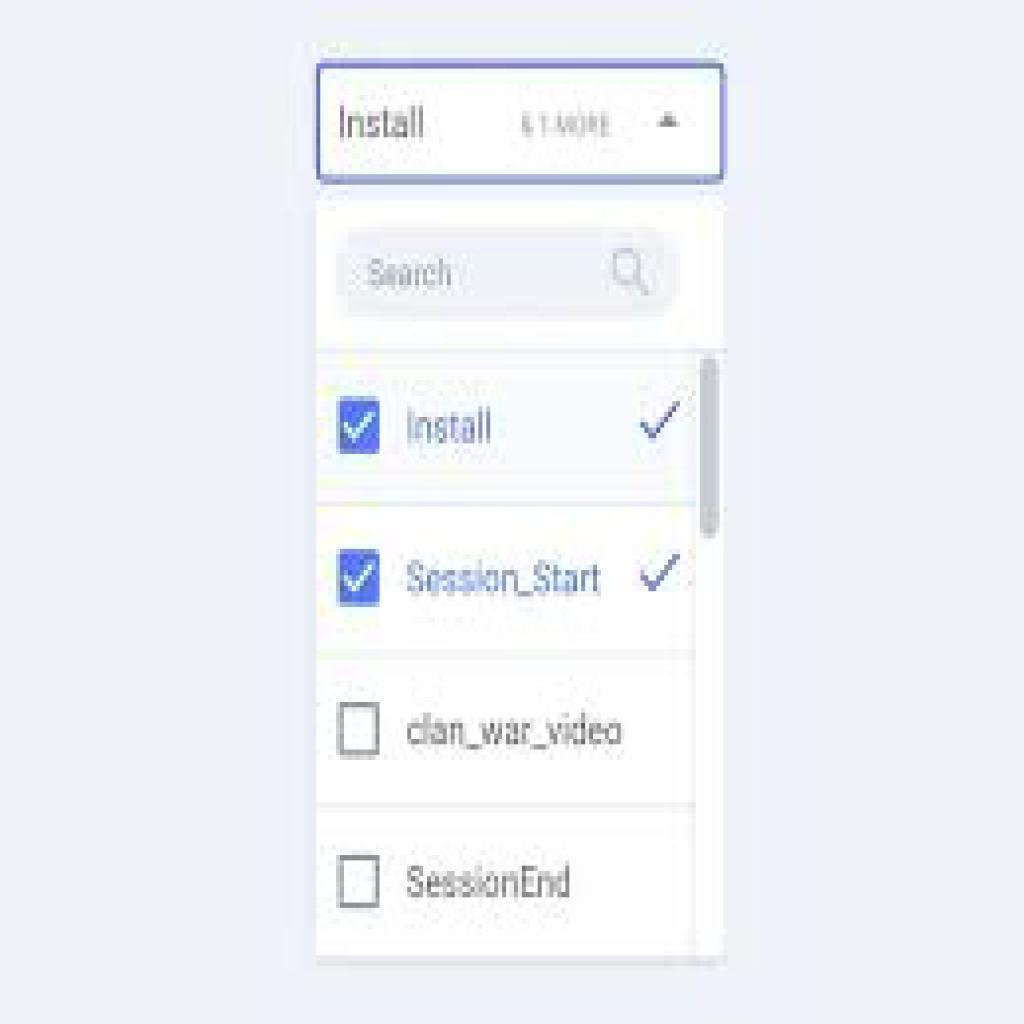 Install & 1 MORE
Search
Install
Session_Start
clan_war_video
SessionEnd